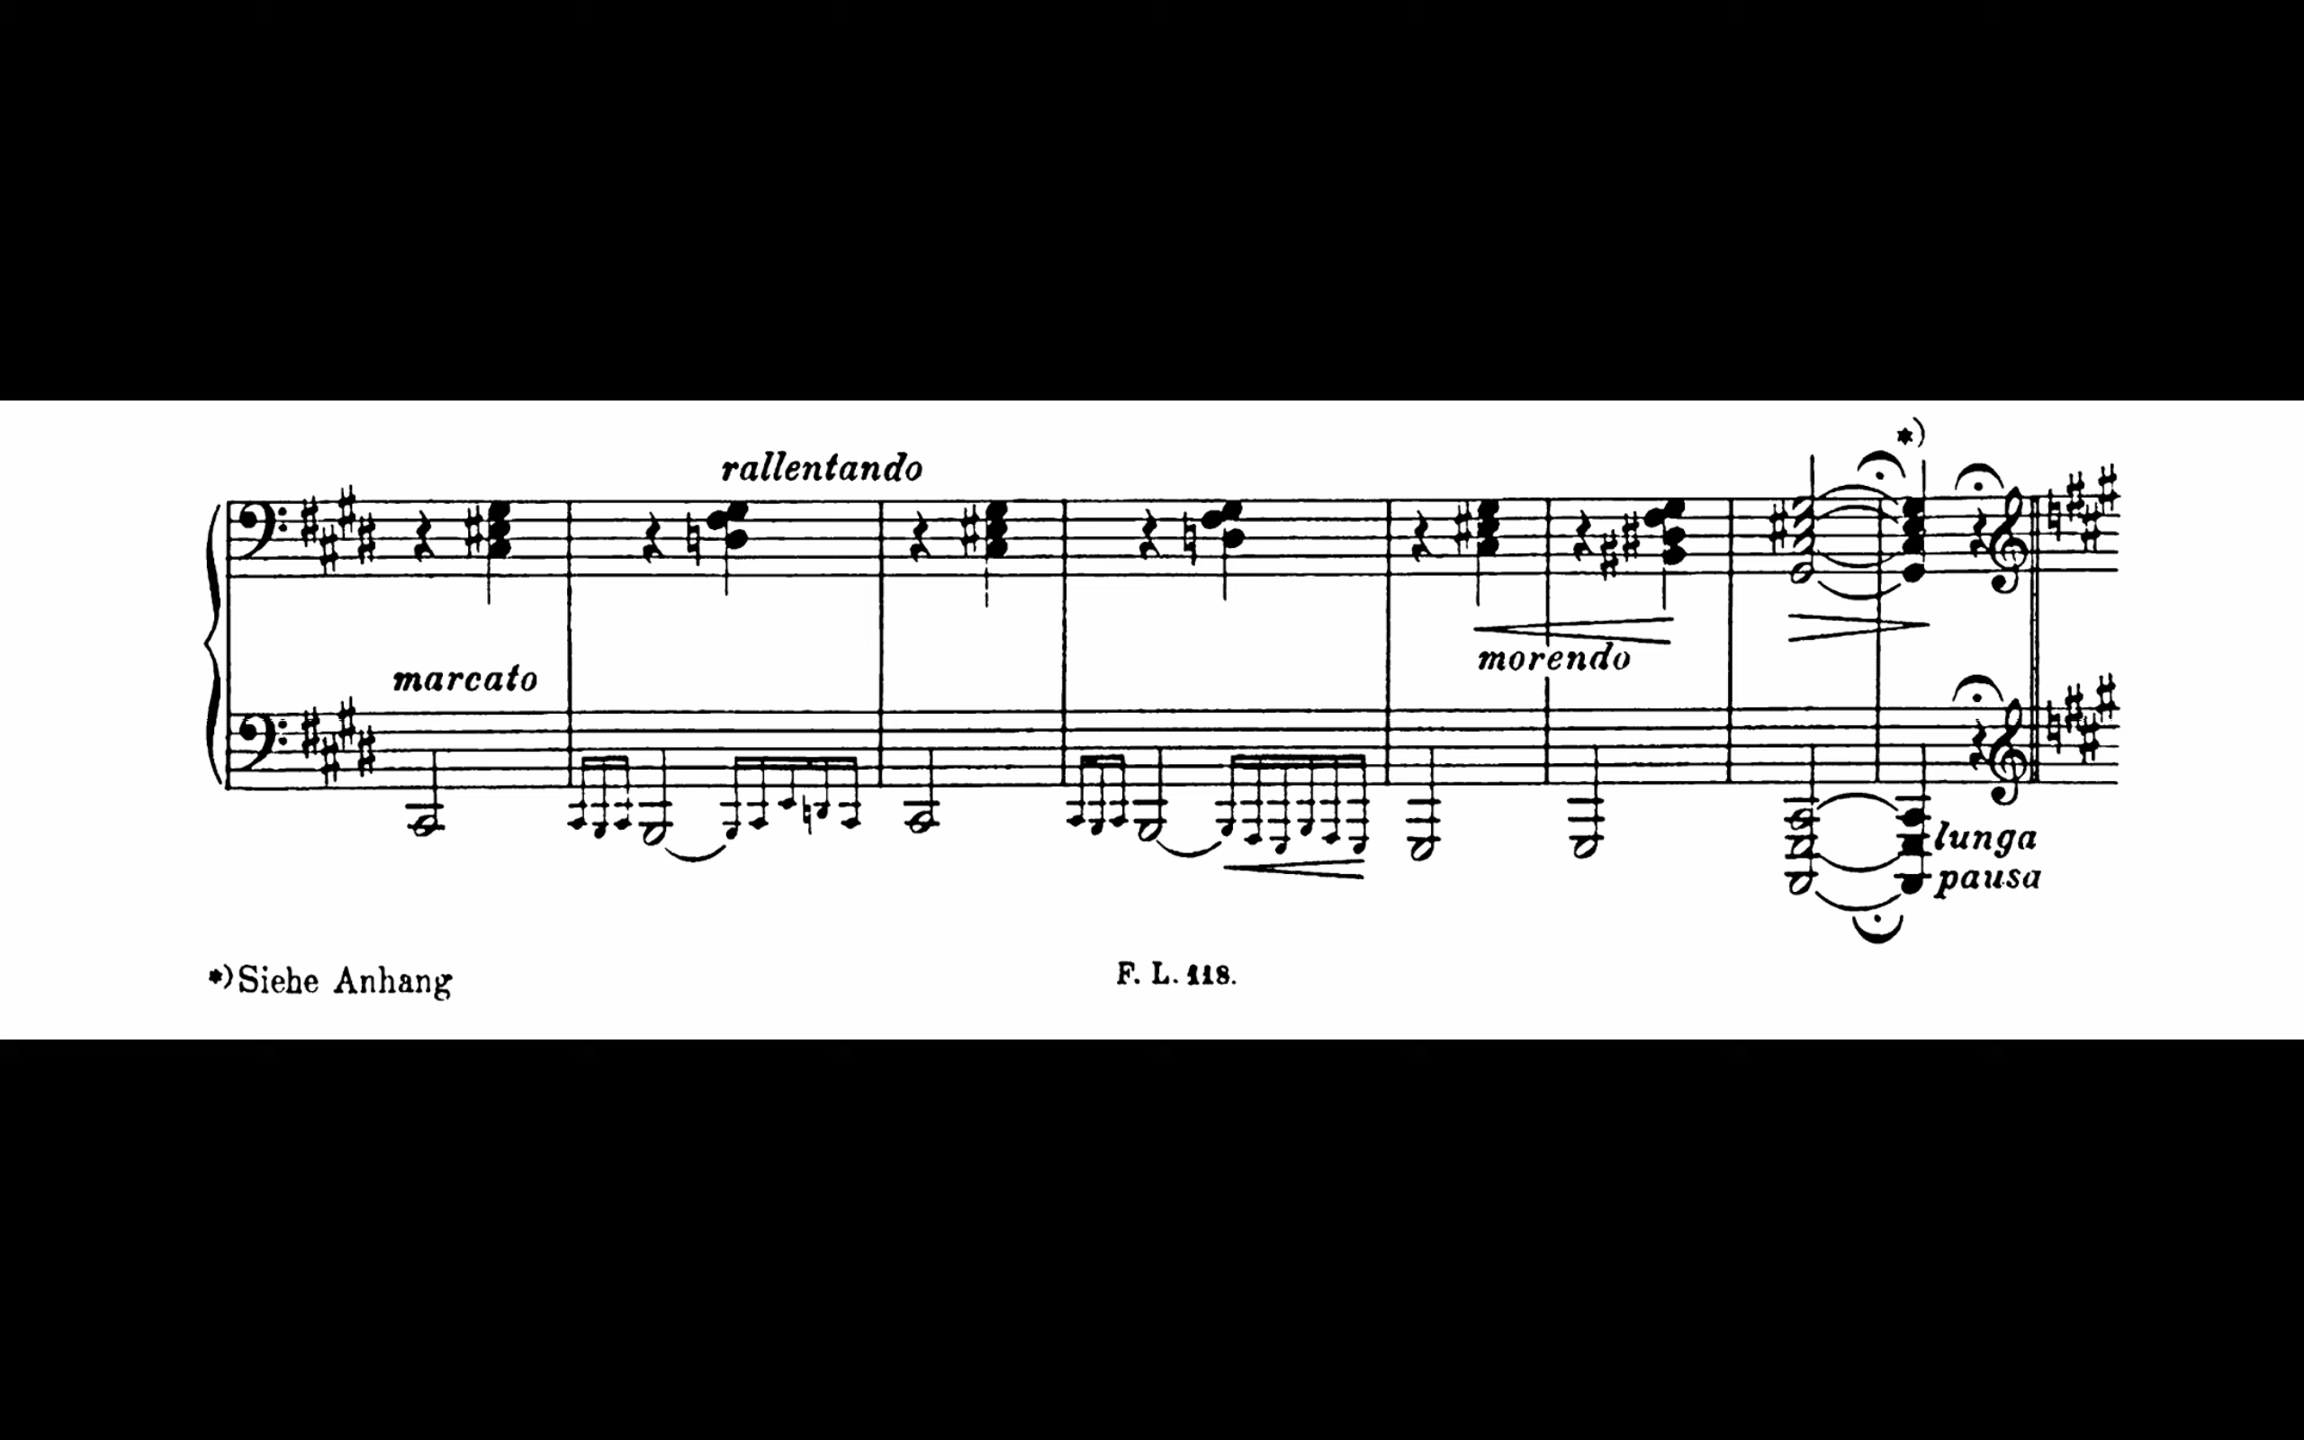 *)
rallentando
marcato
morendo
lunga
pausa
*) Siehe Anhang
F. L. 118.